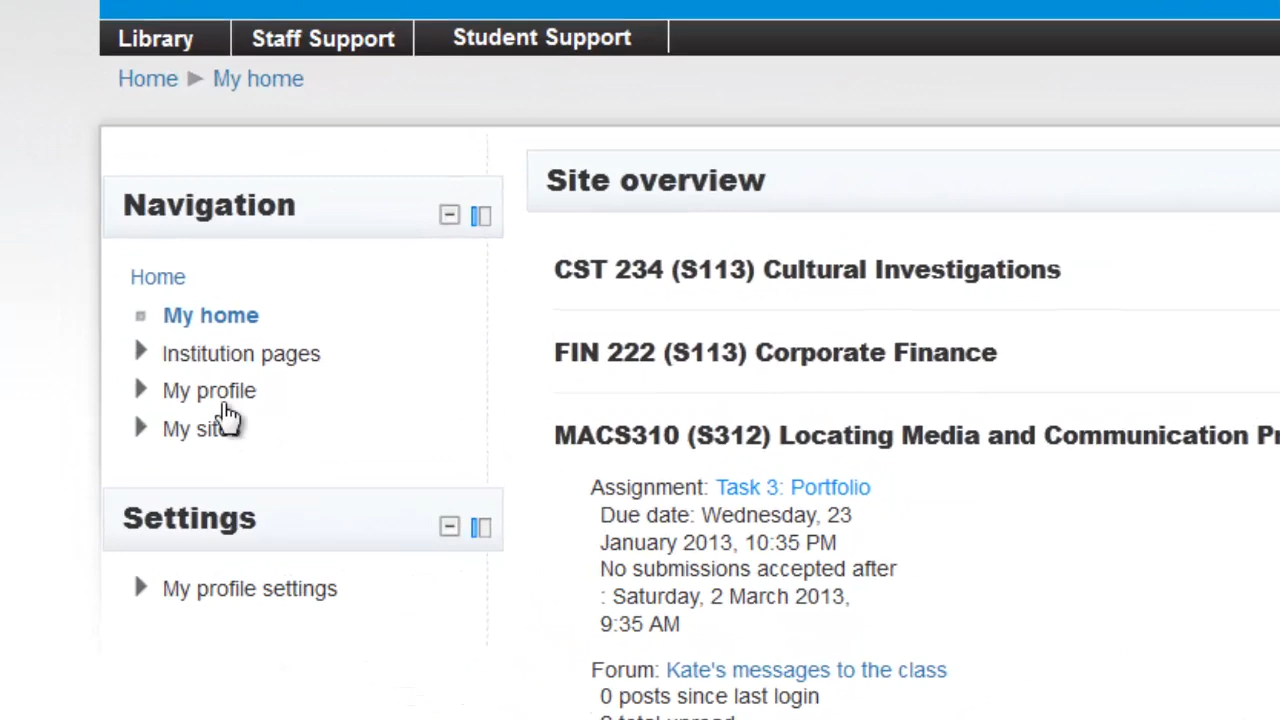 Library Staff Support Student Support
Home My home
Navigation
Home
My home
Institution pages
My profile
My
Settings
My profile settings
Site overview
CST 234 (S113) Cultural Investigations
FIN 222 (S113) Corporate Finance
MACS310 (S312) Locating Media and Communication
Assignment: Task 3: Portfolio
Due date: Wednesday, 23
January 2013, 10:35 PM
No submissions accepted after
: Saturday, 2 March 2013,
9:35 AM
Forum: Kate's messages to the class
0 posts since last login